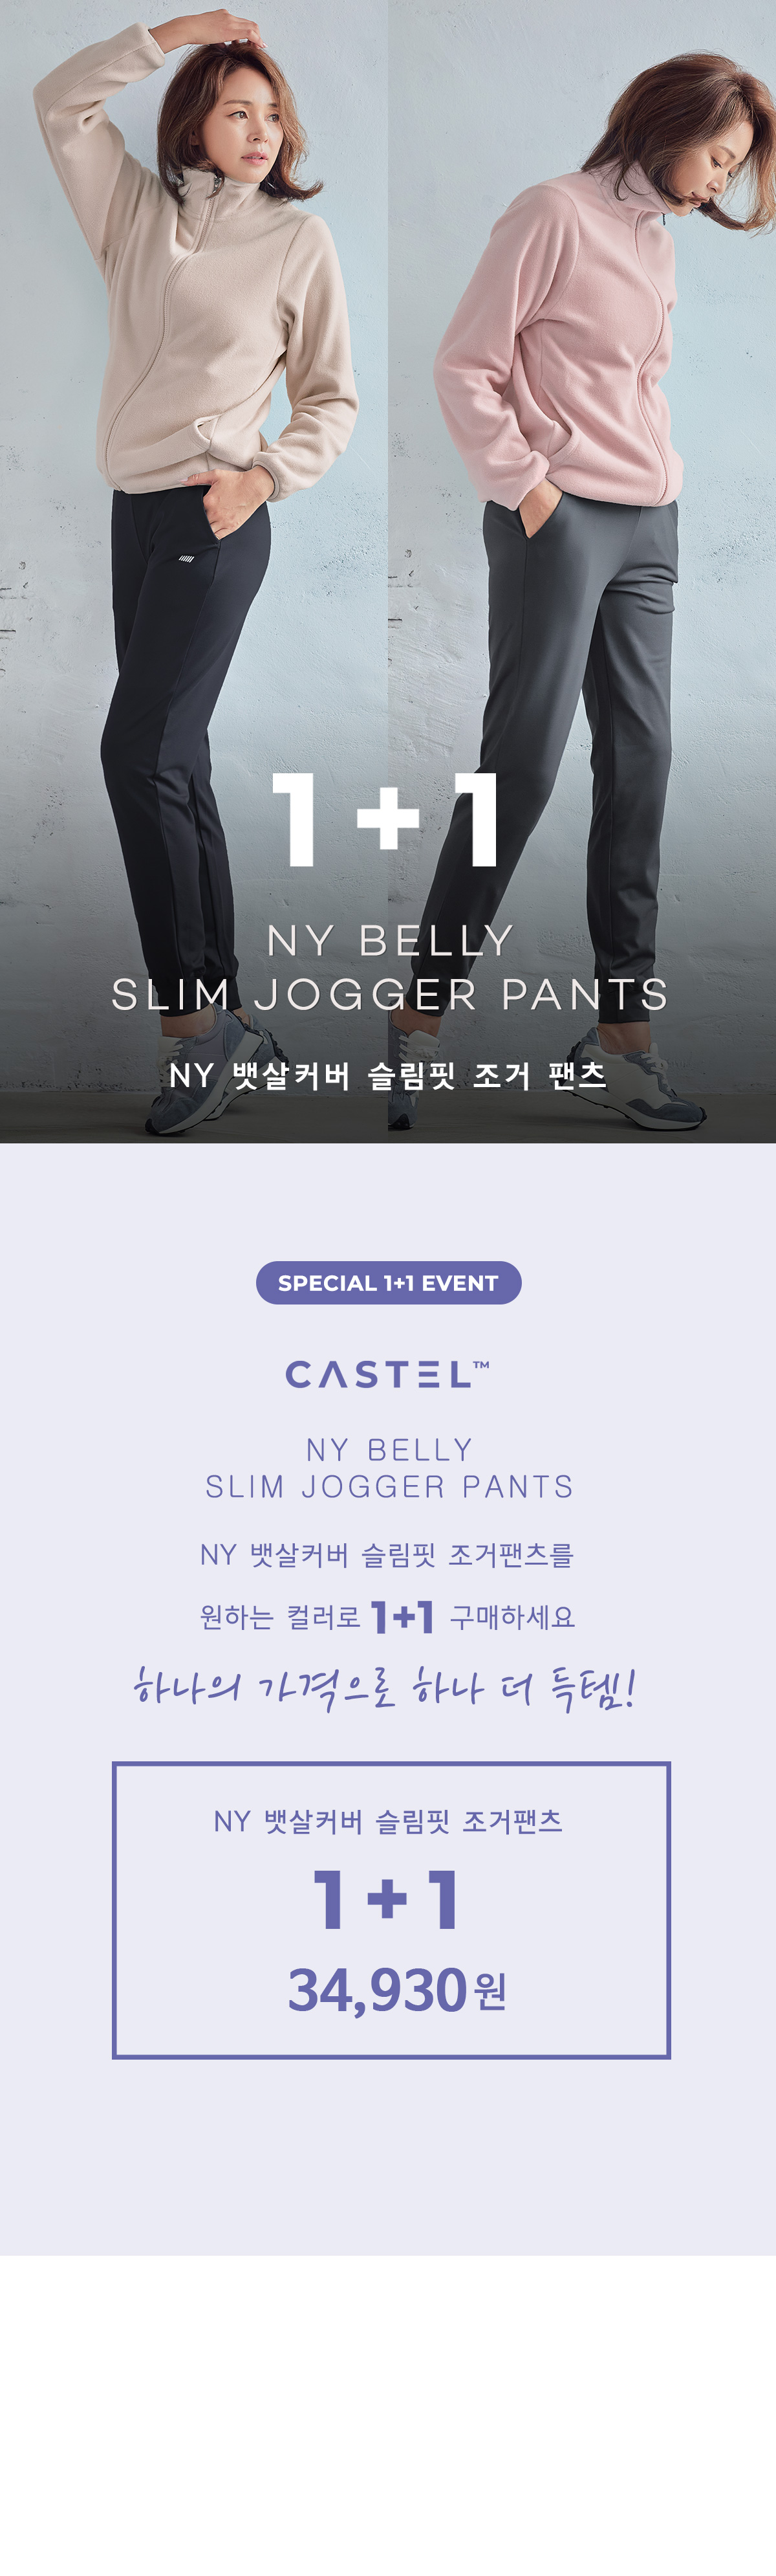 1+1
NY BELLY
SLIM JOGGER PANTS
NY 뱃살커버 슬림핏 조거 팬츠
SPECIAL 1+1 EVENT
CASTEL™
NY BELLY
SLIM JOGGER PANTS
NY 뱃살커버 슬림핏 조거팬츠를
원하는 컬러로 1+1 구매하세요
하나의 가격으로 하나 더 득템!
NY 뱃살커버 슬림핏 조거팬츠
1+1
34,930원